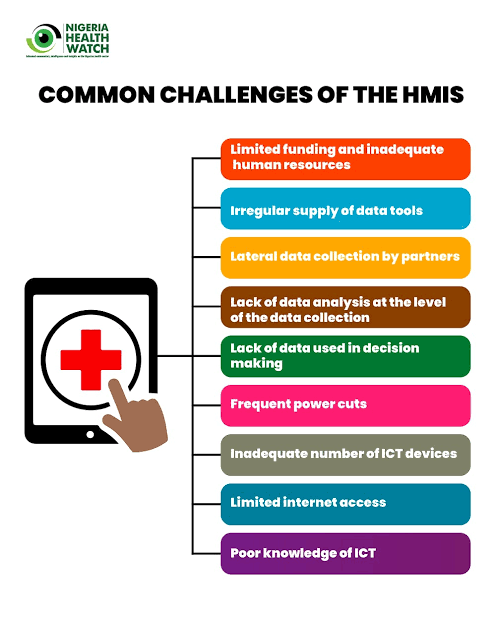 NIGERIA
HEALTH
WATCH
COMMON CHALLENGES OF THE HMIS
Limited funding and inadequate
human resources
Irregular supply of data tools
Lateral data collection by partners
Lack of data analysis at the level
of the data collection
Lack of data used in decision
making
Frequent power cuts
Inadequate number of ICT devices
Limited internet access
Poor knowledge of ICT